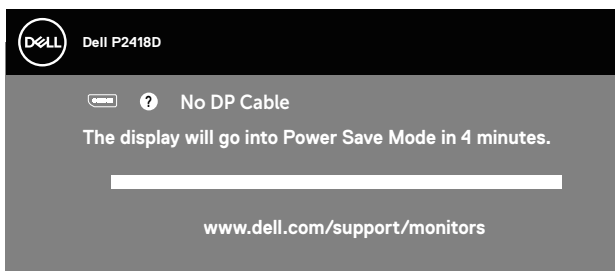 DELL
Dell P2418D
? No DP Cable
The display will go into Power Save Mode in 4 minutes.
www.dell.com/support/monitors